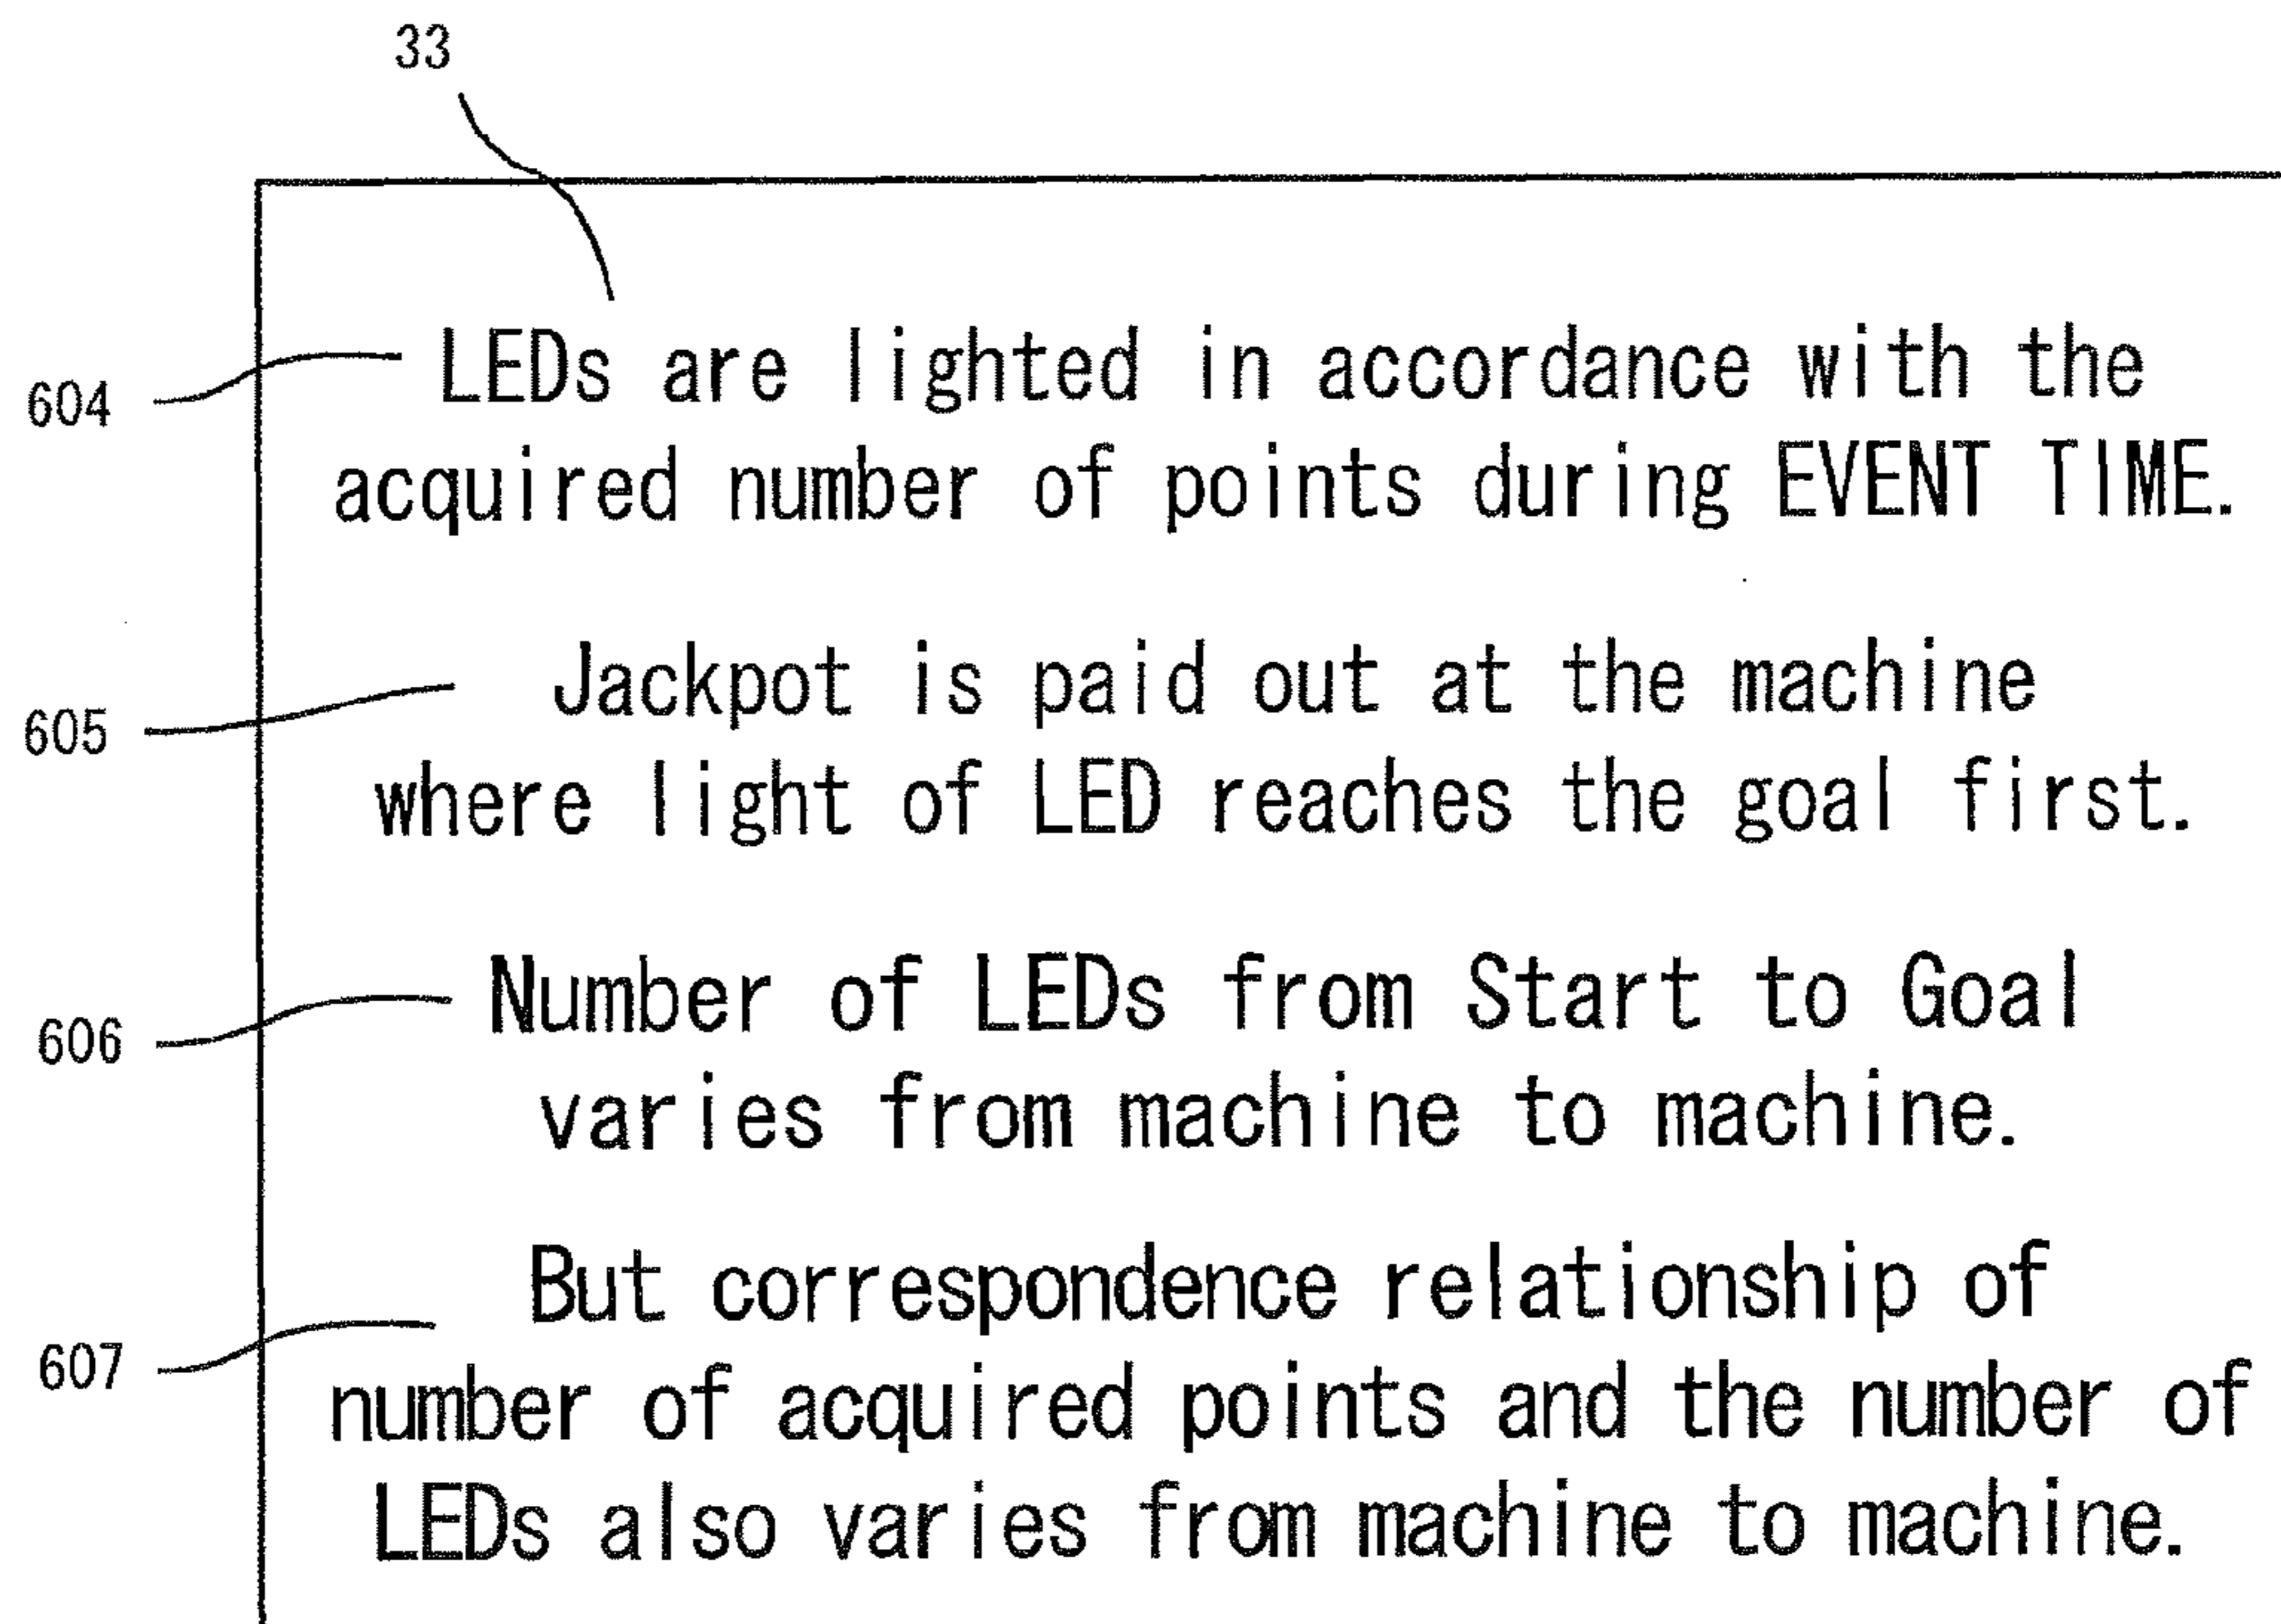 33
604 LEDs are lighted in accordance with the
acquired number of points during EVENT TIME.
605 Jackpot is paid out at the machine
where light of LED reaches the goal first.
606 Number of LEDs from Start to Goal
varies from machine to machine.
607 But correspondence relationship of
number of acquired points and the number of
LEDs also varies from machine to machine.